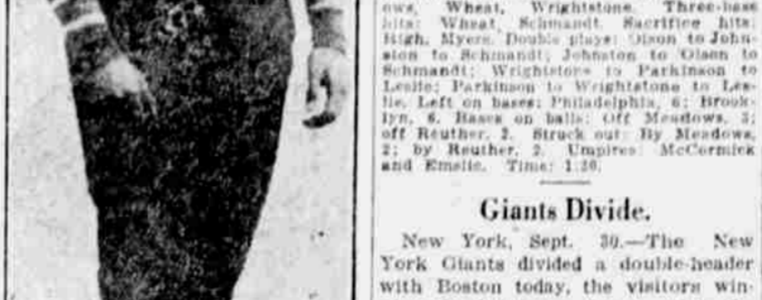 ows, Wheat, Wrightstone. Three-base
hits: Wheat, Schmandt. Sacrifice hits:
High, Myers. Double plays: Olson to John-
ston to Schmandt; Johnston to Olson to
Schmandt; Wrightstone to Parkinson to
Leslie; Parkinson to Wrightstone to Les-
lie. Left on bases: Philadelphia, 6; Brook-
lyn, 6. Bases on balls: Off Meadows, 3;
off Reuther, 2. Struck out: By Meadows,
2; by Reuther, 2. Umpires: McCormick
and Emslie. Time: 1:30.
Giants Divide.
New York, Sept. 30.—The New
York Giants divided a double-header
with Boston today, the visitors win-